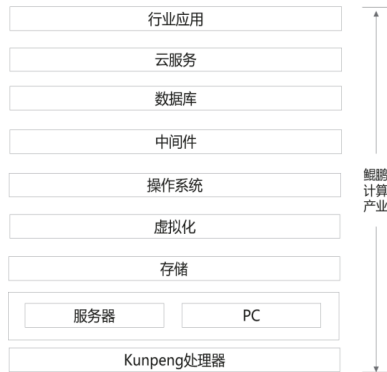 行业应用
云服务
数据库
中间件
操作系统
虚拟化
存储
服务器
PC
Kunpeng处理器
鲲鹏
计算
产业